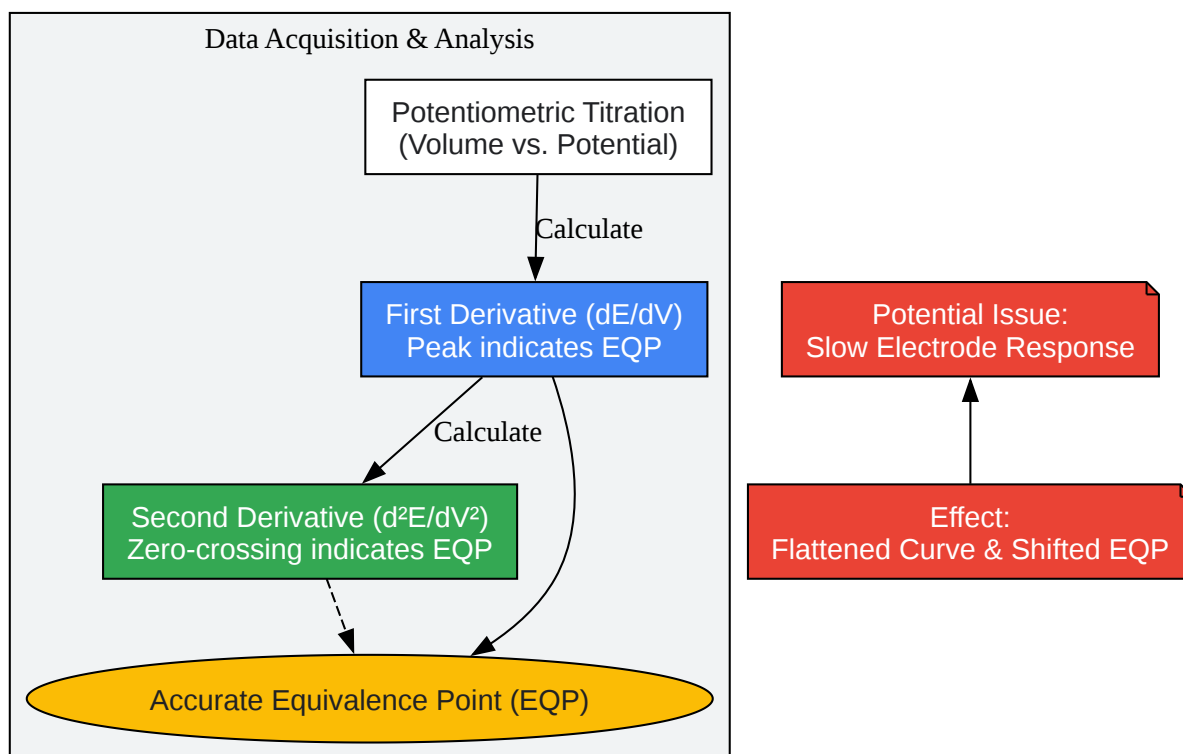 Data Acquisition & Analysis
Potentiometric Titration
(Volume vs. Potential)
Calculate
First Derivative (dE/dV)
Peak indicates EQP
Potential Issue:
Slow Electrode Response
Calculate
Second Derivative (d²E/dV²)
Zero-crossing indicates EQP
Effect:
Flattened Curve & Shifted EQP
Accurate Equivalence Point (EQP)